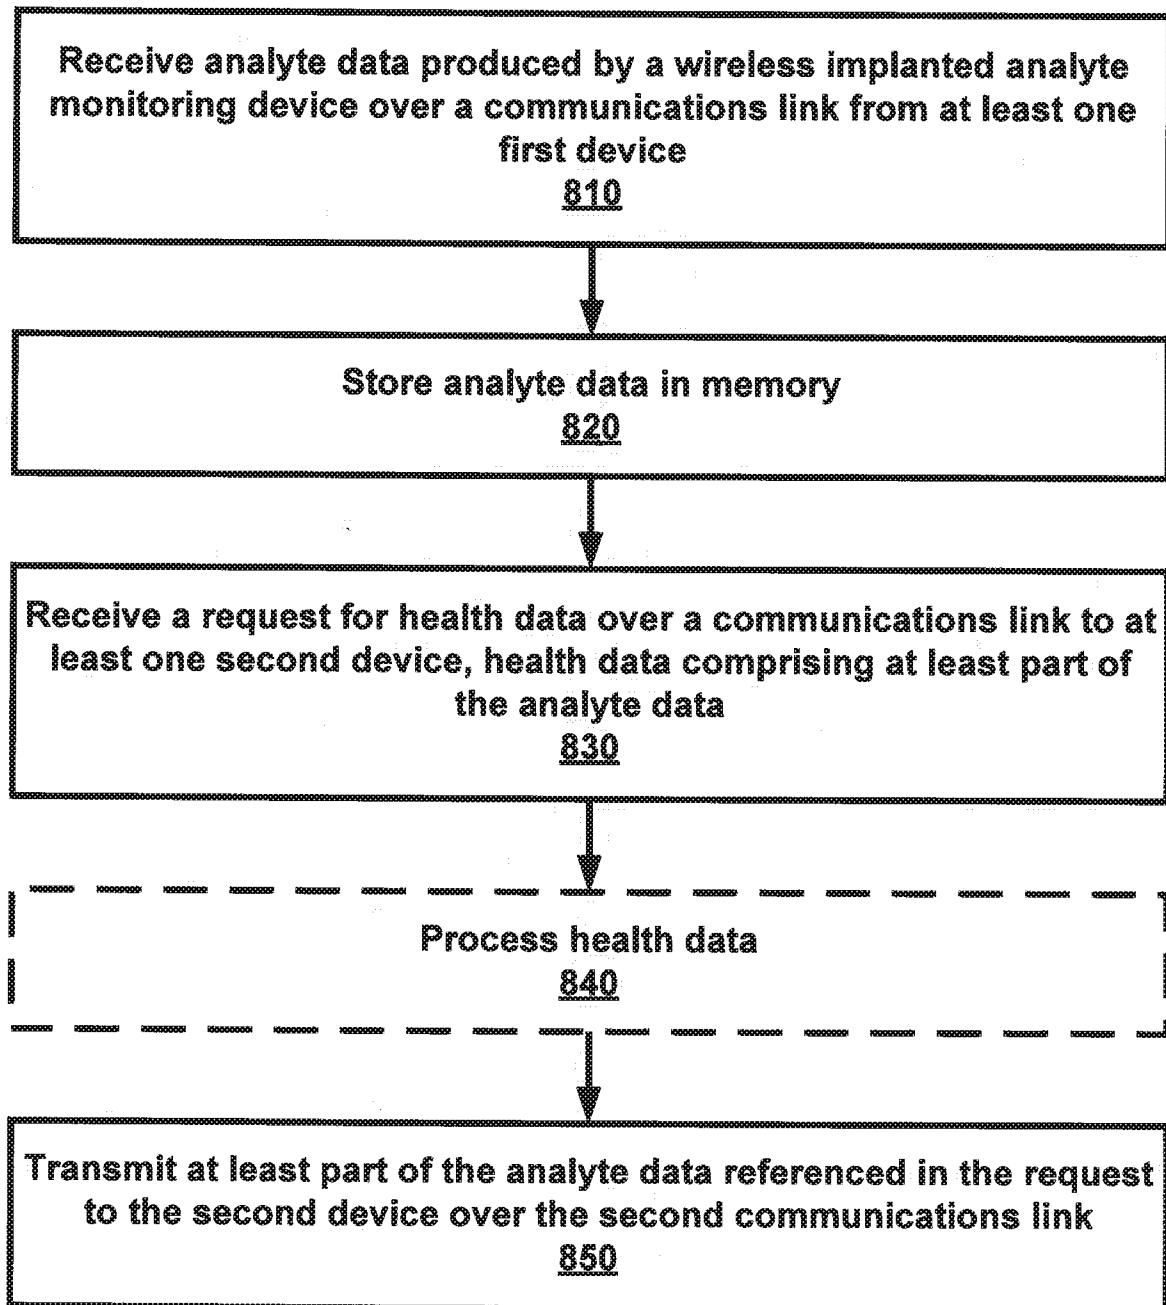 Receive analyte data produced by a wireless implanted analyte
monitoring device over a communications link from at least one
first device
810
Store analyte data in memory
820
Receive a request for health data over a communications link to at
least one second device, health data comprising at least part of
the analyte data
830
Process health data
840
Transmit at least part of the analyte data referenced in the request
to the second device over the second communications link
850